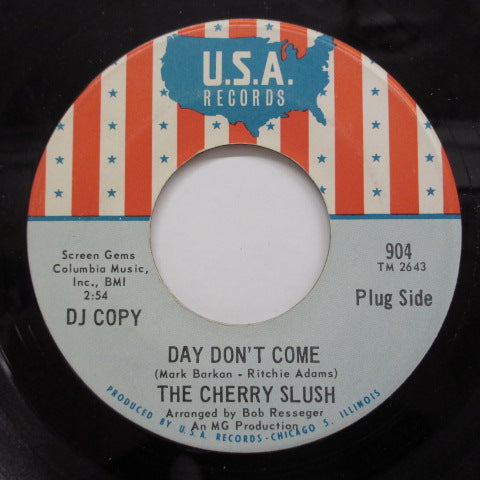 U.S.A.
RECORDS
Screen Gems
Columbia Music,
Inc., BMI
2:54
DJ COPY
904
TM 2643
Plug Side
DAY DON'T COME
(Mark Barkan - Ritchie Adams)
THE CHERRY SLUSH
Arranged by Bob Resseger
An MG Production
PRODUCED BY U.S.A. RECORDS-CHICAGO 5, ILLINOIS